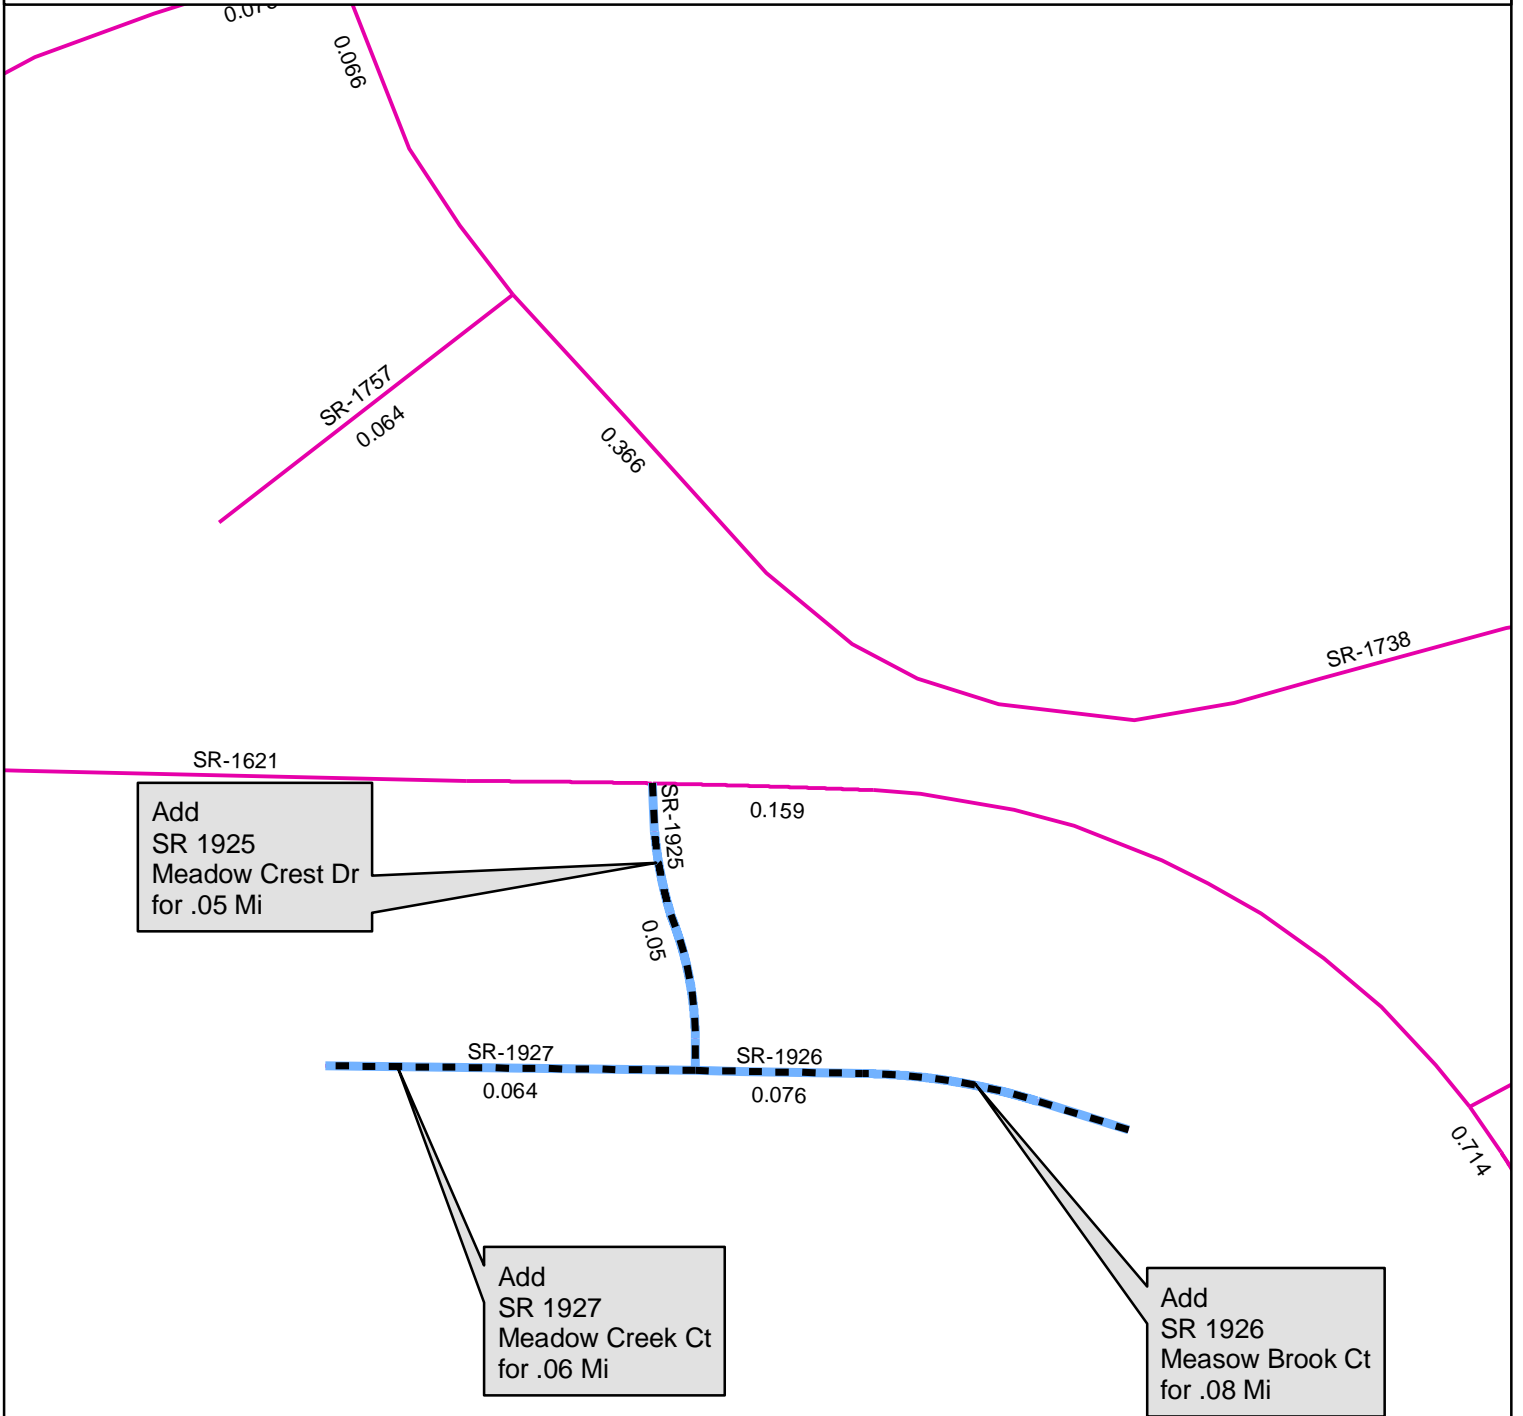 0.066
SR-1757
0.064
0.366
SR-1738
SR-1621
Add
SR 1925
Meadow Crest Dr
for .05 Mi
SR-1925
0.159
0.05
SR-1927
0.064
SR-1926
0.076
0.714
Add
SR 1927
Meadow Creek Ct
for .06 Mi
Add
SR 1926
Measow Brook Ct
for .08 Mi